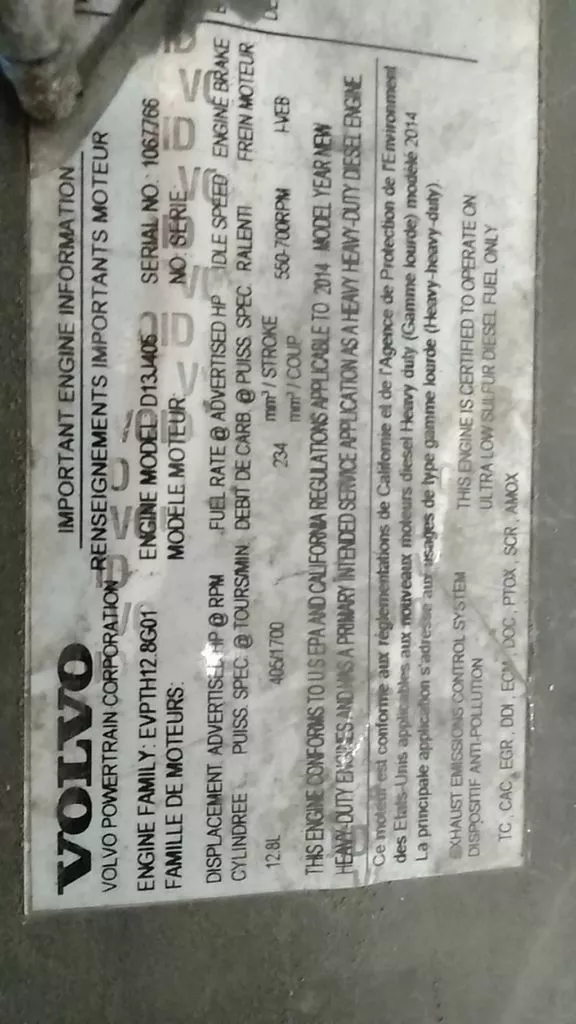 VOLVO
IMPORTANT ENGINE INFORMATION
VOLVO POWERTRAIN CORPORATION RENSEIGNEMENTS IMPORTANTS MOTEUR
ENGINE FAMILY: EVPTH12.8G01 ENGINE MODEL: D13J405 SERIAL NO.: 1067766
FAMILLE DE MOTEURS: MODÈLE MOTEUR: NO. SERIE:
DISPLACEMENT ADVERTISED HP @ RPM FUEL RATE @ ADVERTISED HP IDLE SPEED ENGINE BRAKE
CYLINDREE PUISS. SPEC. @ TOURS/MIN. DEBIT DE CARB. @ PUISS. SPEC. RALENTI FREIN MOTEUR
12.8L 405/1700 234 mm³ / STROKE 550-700RPM I-VEB
mm³ / COUP
THIS ENGINE CONFORMS TO U.S EPA AND CALIFORNIA REGULATIONS APPLICABLE TO 2014 MODEL YEAR NEW
HEAVY-DUTY ENGINES AND HAS A PRIMARY INTENDED SERVICE APPLICATION AS A HEAVY HEAVY-DUTY DIESEL ENGINE
Ce moteur est conforme aux réglementations de Californie et de l'Agence de Protection de l'Environment
des Etats-Unis applicables aux nouveaux moteurs diesel Heavy duty (Gamme lourde) modèle 2014
La principale application s'adresse aux usages de type gamme lourde (Heavy-heavy-duty)
EXHAUST EMISSIONS CONTROL SYSTEM THIS ENGINE IS CERTIFIED TO OPERATE ON
DISPOSITIF ANTI-POLLUTION ULTRA LOW SULFUR DIESEL FUEL ONLY
TC , CAC, EGR, DDI , ECM , DOC , PTOX , SCR , AMOX